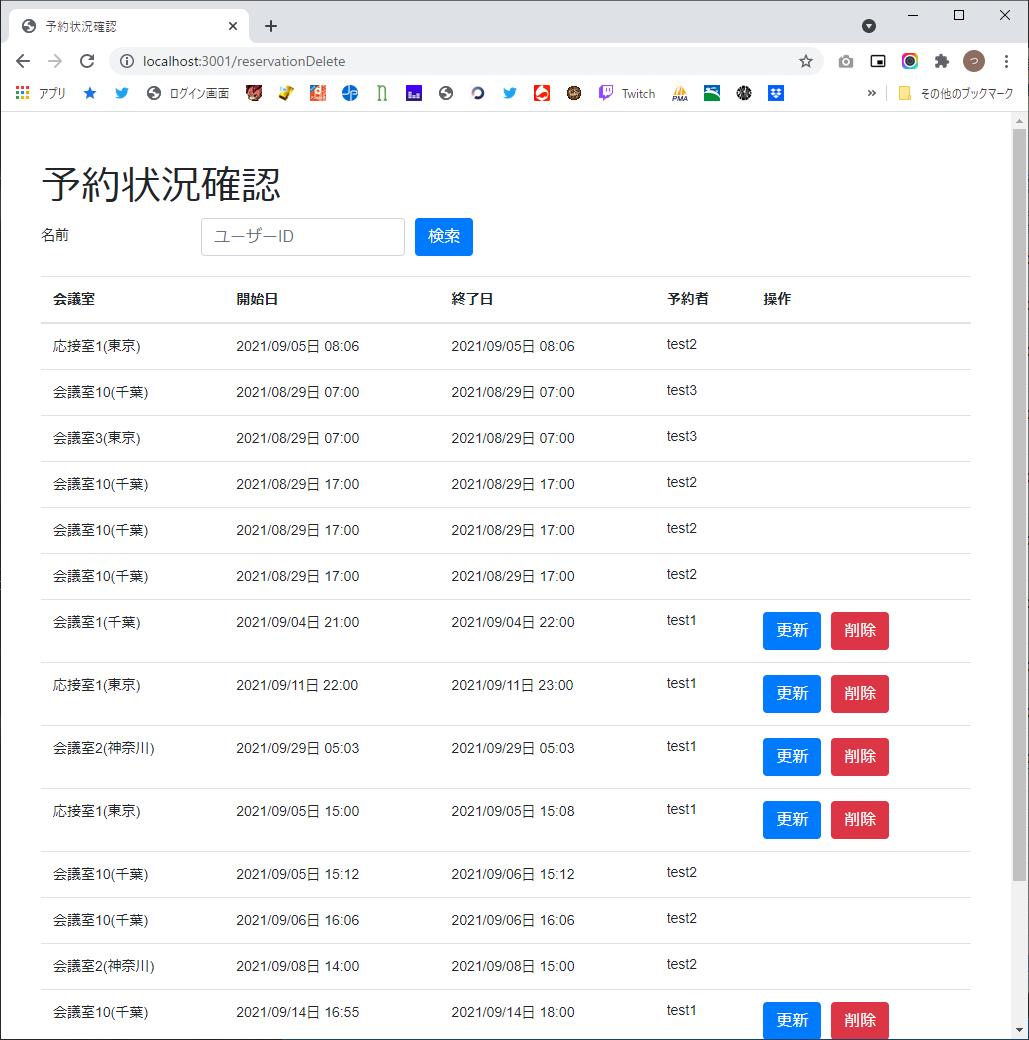 予約状況確認
localhost:3001/reservationDelete
アプリ ログイン画面 Twitch PMA » その他のブックマーク
つ
予約状況確認
名前 ユーザーID 検索
会議室 開始日 終了日 予約者 操作
応接室1(東京) 2021/09/05日 08:06 2021/09/05日 08:06 test2
会議室10(千葉) 2021/08/29日 07:00 2021/08/29日 07:00 test3
会議室3(東京) 2021/08/29日 07:00 2021/08/29日 07:00 test3
会議室10(千葉) 2021/08/29日 17:00 2021/08/29日 17:00 test2
会議室10(千葉) 2021/08/29日 17:00 2021/08/29日 17:00 test2
会議室10(千葉) 2021/08/29日 17:00 2021/08/29日 17:00 test2
会議室1(千葉) 2021/09/04日 21:00 2021/09/04日 22:00 test1 更新 削除
応接室1(東京) 2021/09/11日 22:00 2021/09/11日 23:00 test1 更新 削除
会議室2(神奈川) 2021/09/29日 05:03 2021/09/29日 05:03 test1 更新 削除
応接室1(東京) 2021/09/05日 15:00 2021/09/05日 15:08 test1 更新 削除
会議室10(千葉) 2021/09/05日 15:12 2021/09/06日 15:12 test2
会議室10(千葉) 2021/09/06日 16:06 2021/09/06日 16:06 test2
会議室2(神奈川) 2021/09/08日 14:00 2021/09/08日 15:00 test2
会議室10(千葉) 2021/09/14日 16:55 2021/09/14日 18:00 test1 更新 削除